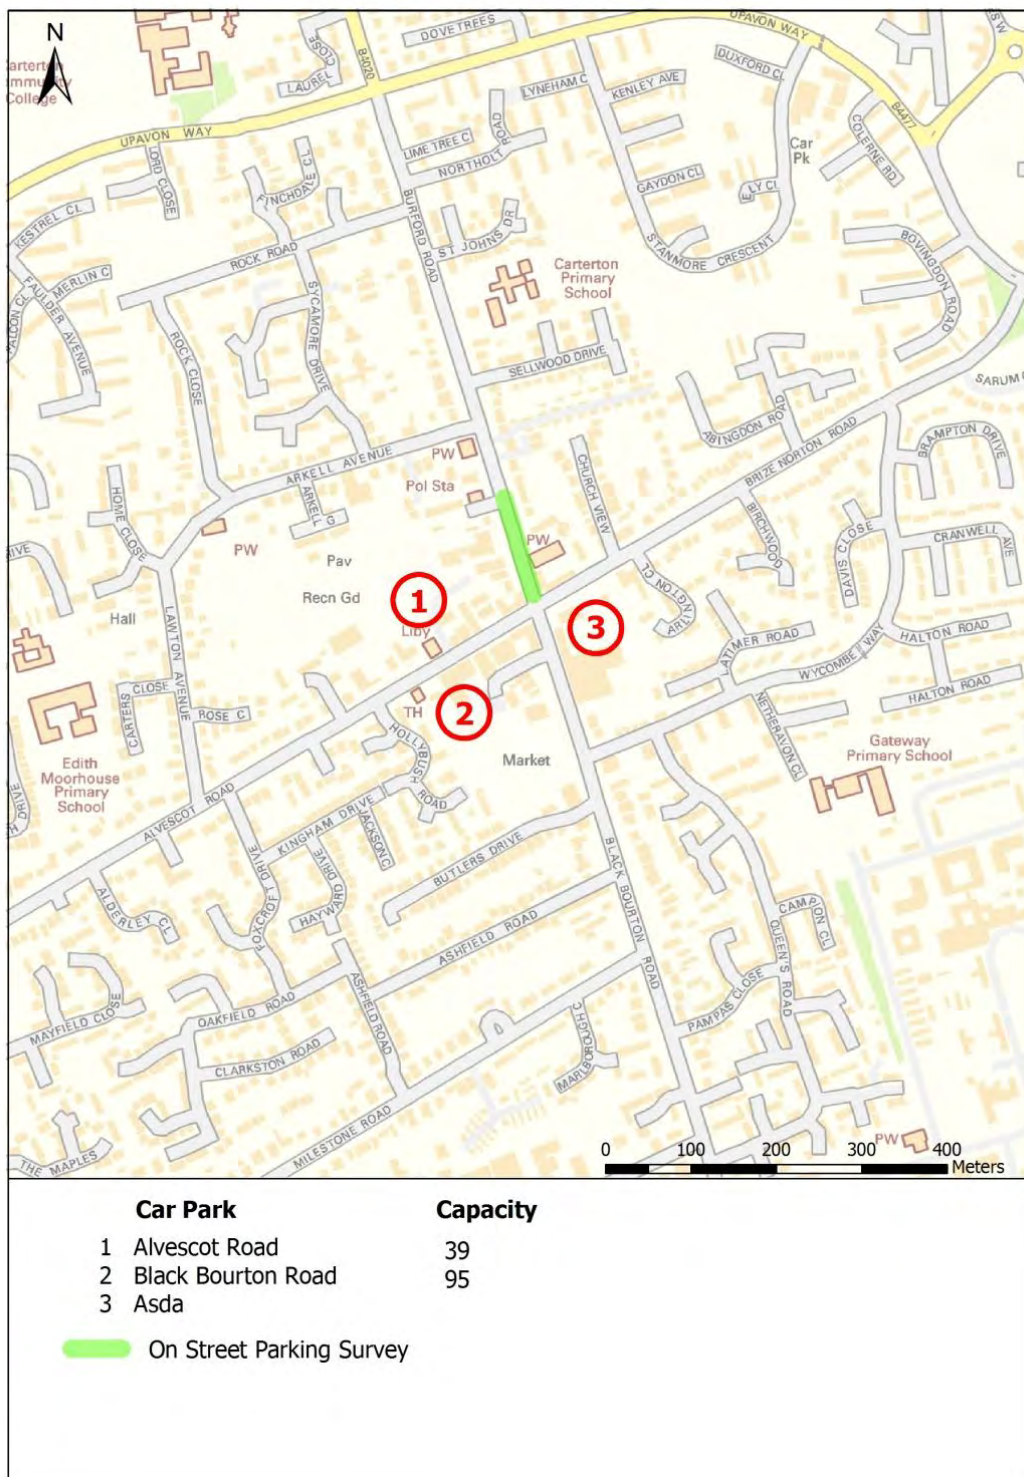 N
DOVETREES
UPAVON WAY
B4020
LAUREL CLOSE
DUXFORD CL
LYNEHAM C
KENLEY AVE
Community
College
UPAVON WAY
B4477
LORD CLOSE
LIME TREE C
NORTHOLT ROAD
Car
Pk
COLERNE RD
FYNCHDALE CL
GAYDON CL
ELY CL
KESTREL CL
BURFORD ROAD
ST JOHNS DR
STANMORE CRESCENT
BOVINGDON ROAD
ROCK ROAD
MERLIN C
FAULDER AVENUE
FALCON CL
Carterton
Primary
School
SYCAMORE DRIVE
ROCK CLOSE
SELLWOOD DRIVE
SARUM
ABINGDON ROAD
BRIZE NORTON ROAD
BRAMPTON DRIVE
ARKELL AVENUE
PW
CHURCH VIEW
Pol Sta
HOME CLOSE
ARKELL G
BIRCHWOOD
DAVIS CLOSE
CRANWELL AVE
PW
PW
Pav
Recn Gd
1
Liby
3
ARLINGTON CL
Hall
LAWTON AVENUE
LATIMER ROAD
WYCOMBE WAY
HALTON ROAD
HALTON ROAD
CARTERS CLOSE
ROSE C
TH
2
HOLLYBUSH ROAD
NETHERAVON CL
Market
Gateway
Primary School
Edith
Moorhouse
Primary
School
DRIVE
ALVESCOT ROAD
KINGHAM DRIVE
JACKSON C
BUTLERS DRIVE
BLACK BOURTON ROAD
FOXCROFT DRIVE
HAYWARD DRIVE
ALDERLEY CL
ASHFIELD ROAD
CAMPION CL
QUEEN'S ROAD
ASHFIELD ROAD
PAMPAS CLOSE
MAYFIELD CLOSE
OAKFIELD ROAD
CLARKSTON ROAD
MARLBOROUGH C
MILESTONE ROAD
THE MAPLES
PW
0 100 200 300 400
Meters
Car Park Capacity
1 Alvescot Road 39
2 Black Bourton Road 95
3 Asda
On Street Parking Survey